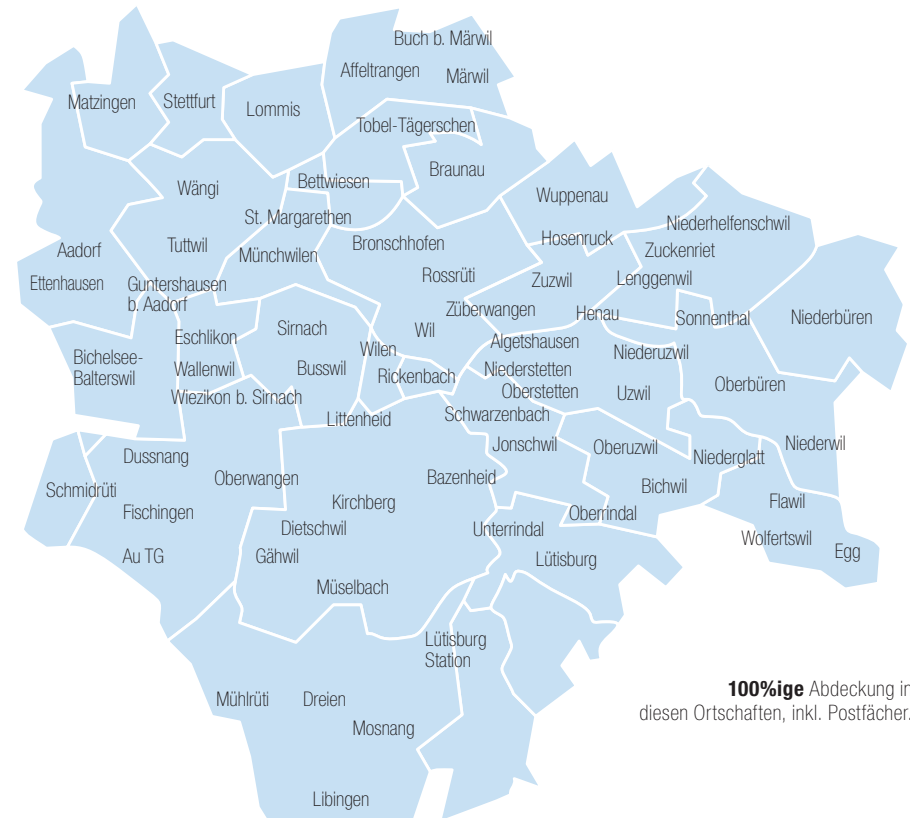 Buch b. Märwil
Affeltrangen
Märwil
Matzingen
Stettfurt
Lommis
Tobel-Tägerschen
Braunau
Bettwiesen
Wängi
Wuppenau
St. Margarethen
Niederhelfenschwil
Hosenruck
Bronschhofen
Tuttwil
Aadorf
Münchwilen
Zuckenriet
Rossrüti
Zuzwil
Lenggenwil
Ettenhausen
Guntershausen
b. Aadorf
Züberwangen
Henau
Sonnenthal
Niederbüren
Sirnach
Wil
Eschlikon
Algetshausen
Wilen
Niederuzwil
Bichelsee-
Balterswil
Wallenwil
Busswil
Rickenbach
Niederstetten
Oberstetten
Uzwil
Oberbüren
Wiezikon b. Sirnach
Littenheid
Schwarzenbach
Jonschwil
Oberuzwil
Niederwil
Dussnang
Niederglatt
Oberwangen
Bazenheid
Schmidrüti
Bichwil
Kirchberg
Flawil
Fischingen
Oberrindal
Dietschwil
Unterrindal
Wolfertswil
Egg
Au TG
Gähwil
Lütisburg
Müselbach
Lütisburg
Station
Mühlrüti
Dreien
Mosnang
Libingen
100%ige Abdeckung in
diesen Ortschaften, inkl. Postfächer.